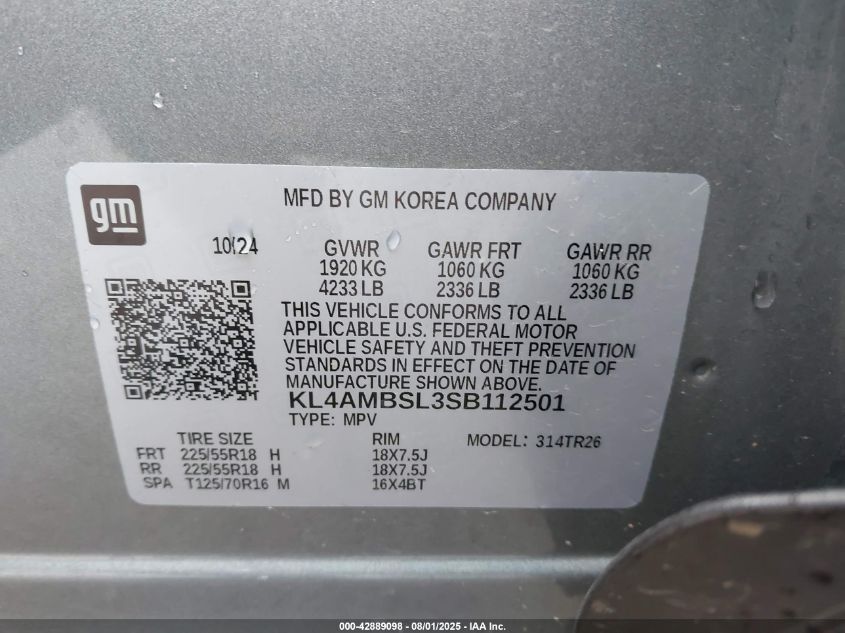 gm
MFD BY GM KOREA COMPANY
10/24 GVWR GAWR FRT GAWR RR
1920 KG 1060 KG 1060 KG
4233 LB 2336 LB 2336 LB
THIS VEHICLE CONFORMS TO ALL
APPLICABLE U.S. FEDERAL MOTOR
VEHICLE SAFETY AND THEFT PREVENTION
STANDARDS IN EFFECT ON THE DATE OF
MANUFACTURE SHOWN ABOVE.
KL4AMBSL3SB112501
TYPE: MPV
TIRE SIZE RIM MODEL: 314TR26
FRT 225/55R18 H 18X7.5J
RR 225/55R18 H 18X7.5J
SPA T125/70R16 M 16X4BT
000-42889098 - 08/01/2025 - IAA Inc.